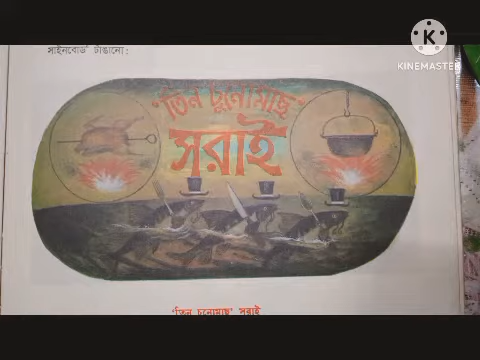 সাইনবোর্ড টাঙানো:
KINEMASTER
'তিন চুনোমাছ'
সরাই
'তিন চুনোমাছ' সরাই